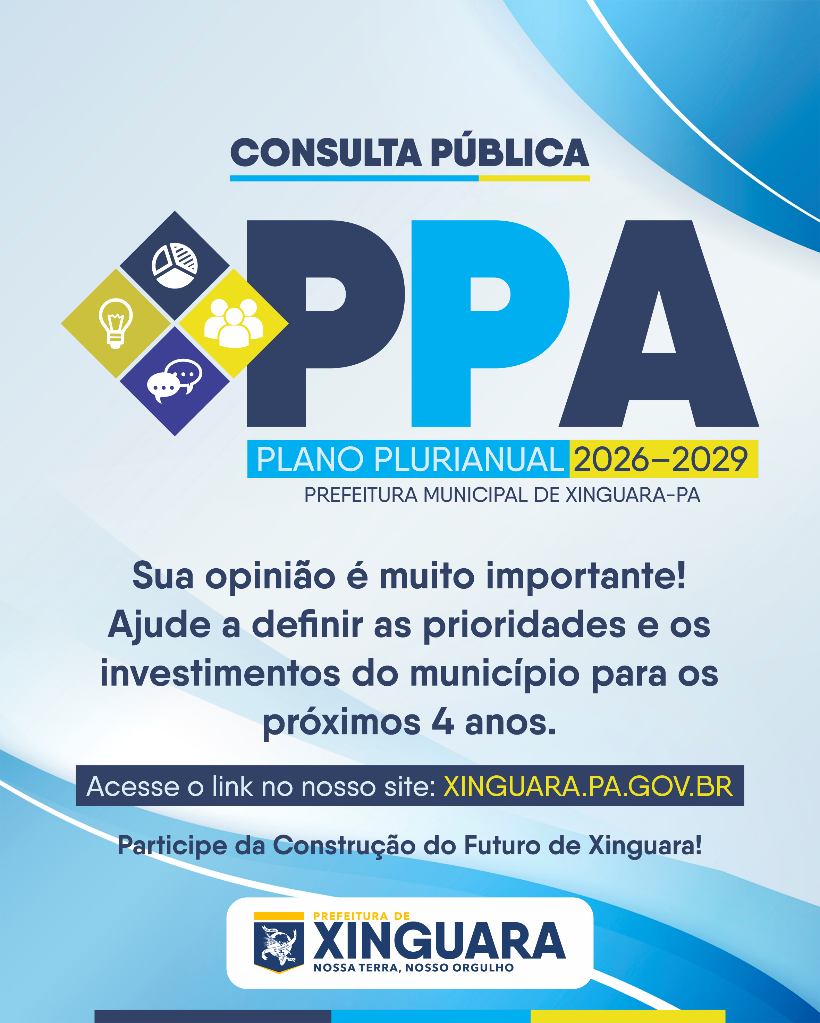 CONSULTA PÚBLICA
PPA
PLANO PLURIANUAL 2026–2029
PREFEITURA MUNICIPAL DE XINGUARA-PA
Sua opinião é muito importante!
Ajude a definir as prioridades e os
investimentos do município para os
próximos 4 anos.
Acesse o link no nosso site: XINGUARA.PA.GOV.BR
Participe da Construção do Futuro de Xinguara!
PREFEITURA DE
XINGUARA
NOSSA TERRA, NOSSO ORGULHO